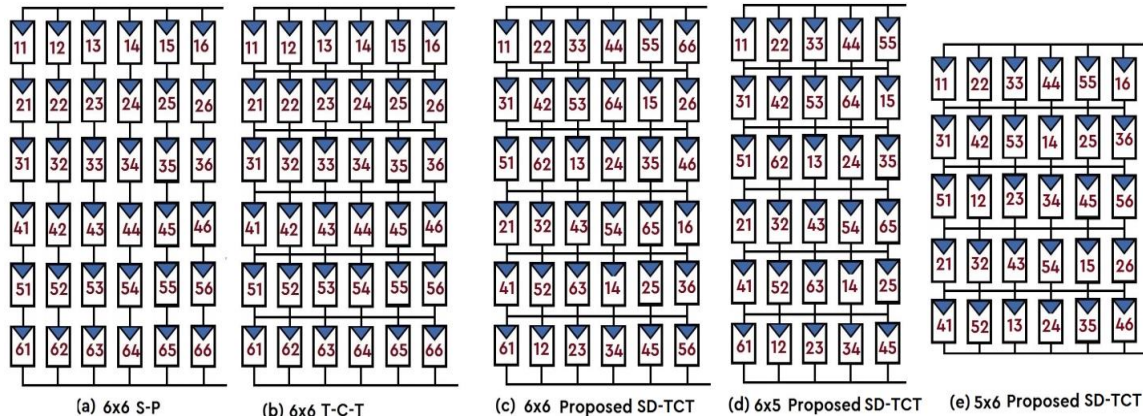 11 12 13 14 15 16
21 22 23 24 25 26
31 32 33 34 35 36
41 42 43 44 45 46
51 52 53 54 55 56
61 62 63 64 65 66
(a) 6x6 S-P
11 12 13 14 15 16
21 22 23 24 25 26
31 32 33 34 35 36
41 42 43 44 45 46
51 52 53 54 55 56
61 62 63 64 65 66
(b) 6x6 T-C-T
11 22 33 44 55 66
31 42 53 64 15 26
51 62 13 24 35 46
21 32 43 54 65 16
41 52 63 14 25 36
61 12 23 34 45 56
(c) 6x6 Proposed SD-TCT
11 22 33 44 55
31 42 53 64 15
51 62 13 24 35
21 32 43 54 65
41 52 63 14 25
61 12 23 34 45
(d) 6x5 Proposed SD-TCT
11 22 33 44 55 16
31 42 53 14 25 36
51 12 23 34 45 56
21 32 43 54 15 26
41 52 13 24 35 46
(e) 5x6 Proposed SD-TCT